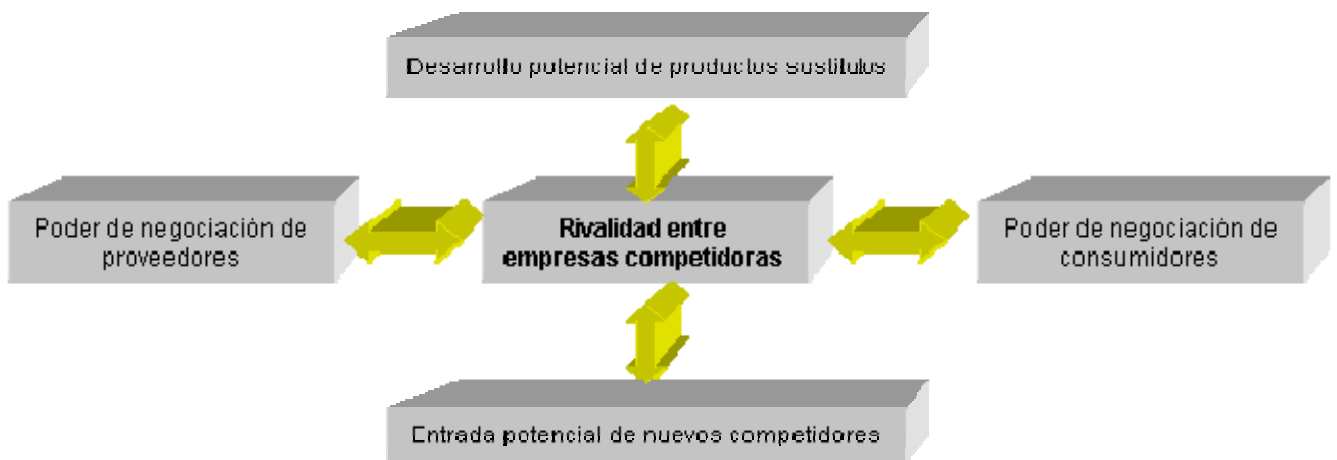 Desarrollo potencial de productos sustitutos
Poder de negociación de
proveedores
Rivalidad entre
empresas competidoras
Poder de negociación de
consumidores
Entrada potencial de nuevos competidores